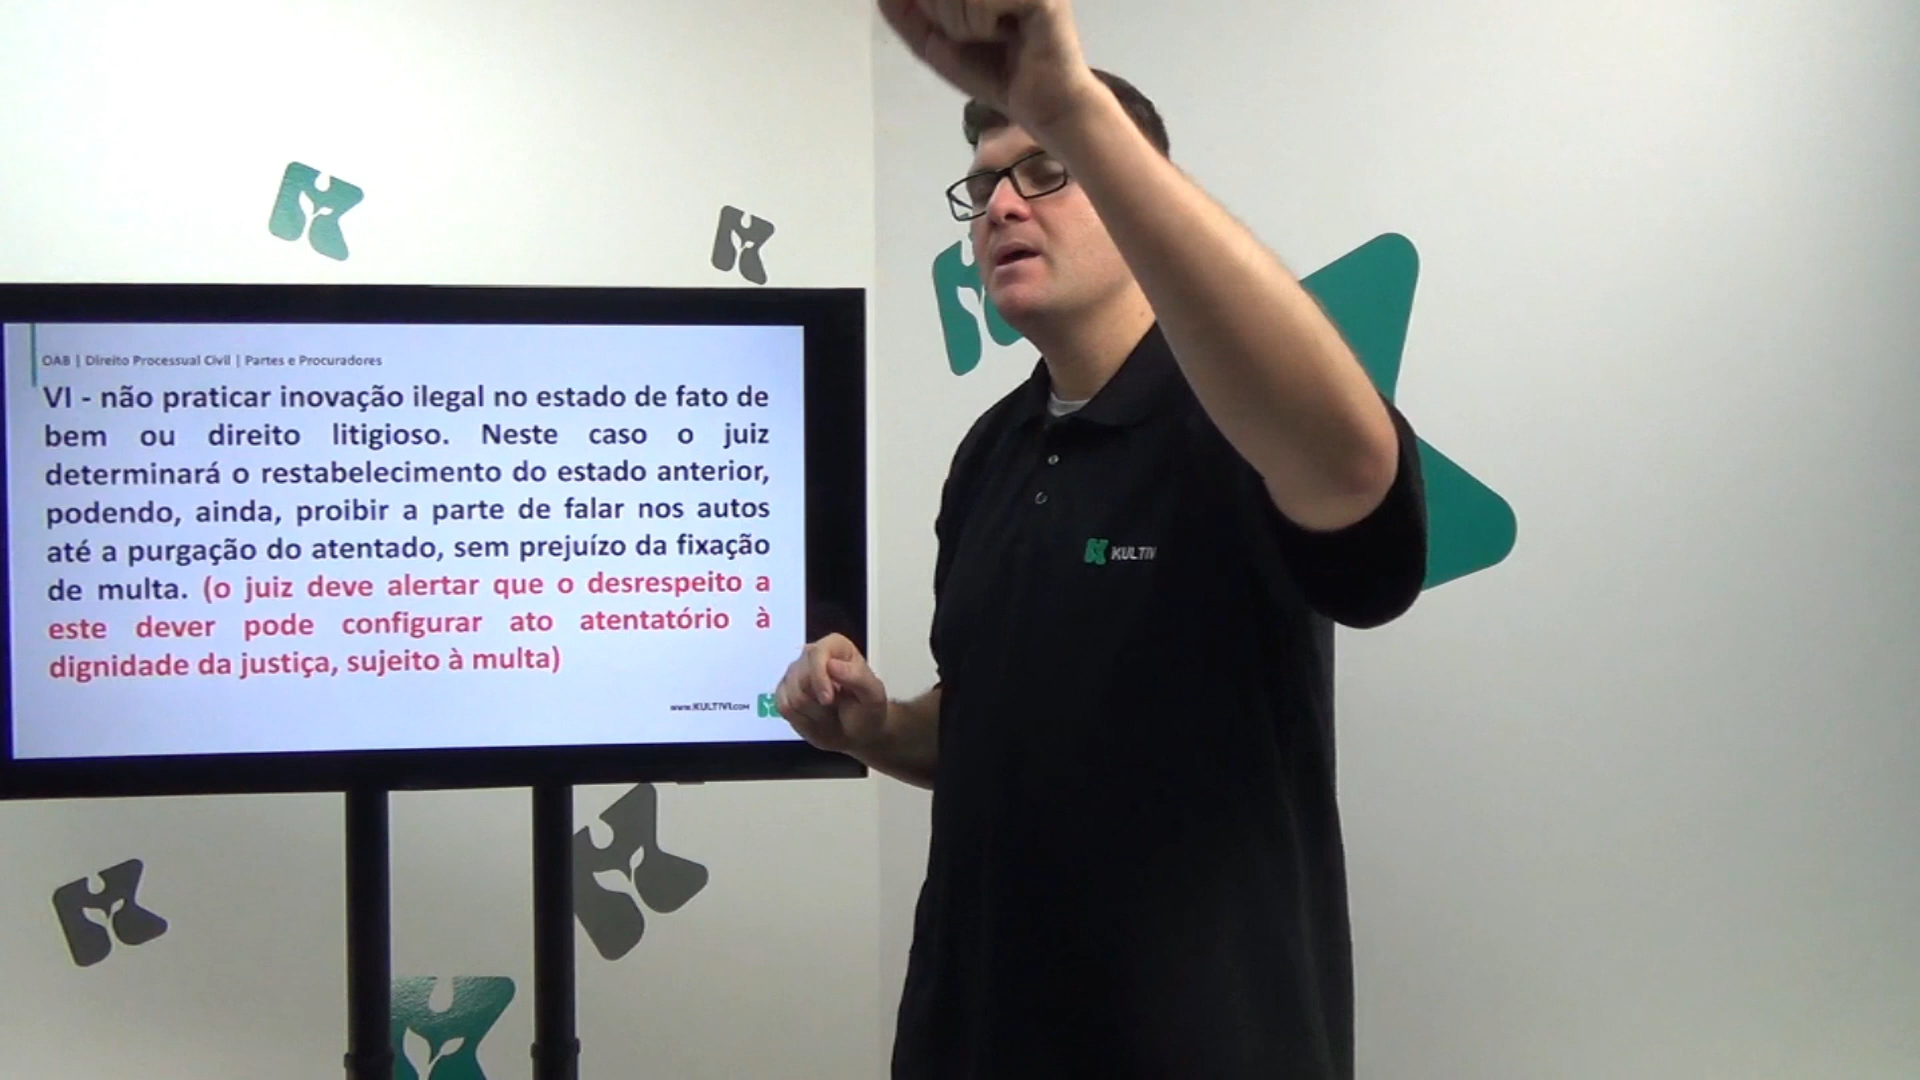 OAB | Direito Processual Civil | Partes e Procuradores
VI - não praticar inovação ilegal no estado de fato de
bem ou direito litigioso. Neste caso o juiz
determinará o restabelecimento do estado anterior,
podendo, ainda, proibir a parte de falar nos autos
até a purgação do atentado, sem prejuízo da fixação
de multa. (o juiz deve alertar que o desrespeito a
este dever pode configurar ato atentatório à
dignidade da justiça, sujeito à multa)
www.KULTIVI.COM
KULTIV